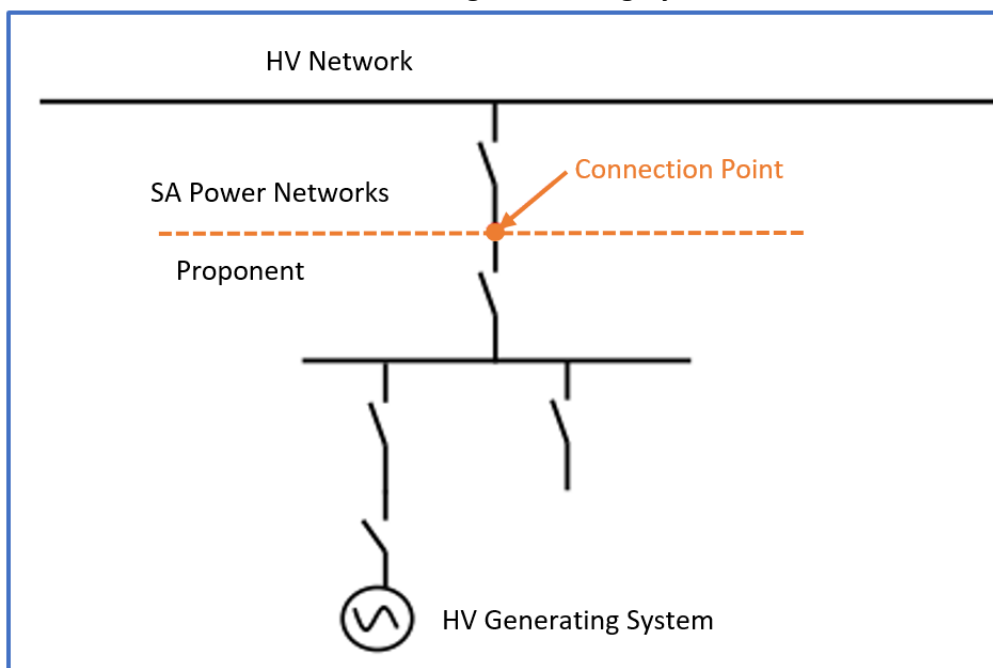 HV Network
Connection Point
SA Power Networks
Proponent
HV Generating System